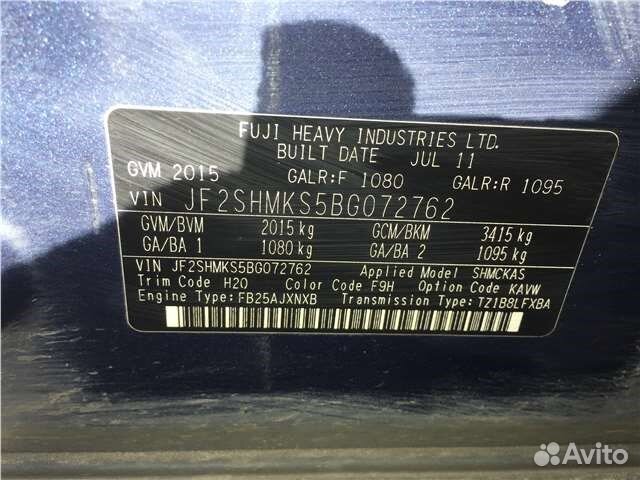 FUJI HEAVY INDUSTRIES LTD.
BUILT DATE JUL 11
GVM 2015 GALR:F 1080 GALR:R 1095
VIN JF2SHMKS5BG072762
GVM/BVM 2015 kg GCM/BKM 3415 kg
GA/BA 1 1080 kg GA/BA 2 1095 kg
VIN JF2SHMKS5BG072762 Applied Model SHMCKAS
Trim Code H20 Color Code F9H Option Code KAVW
Engine Type:FB25AJXNXB Transmission Type:TZ1B8LFXBA
Avito